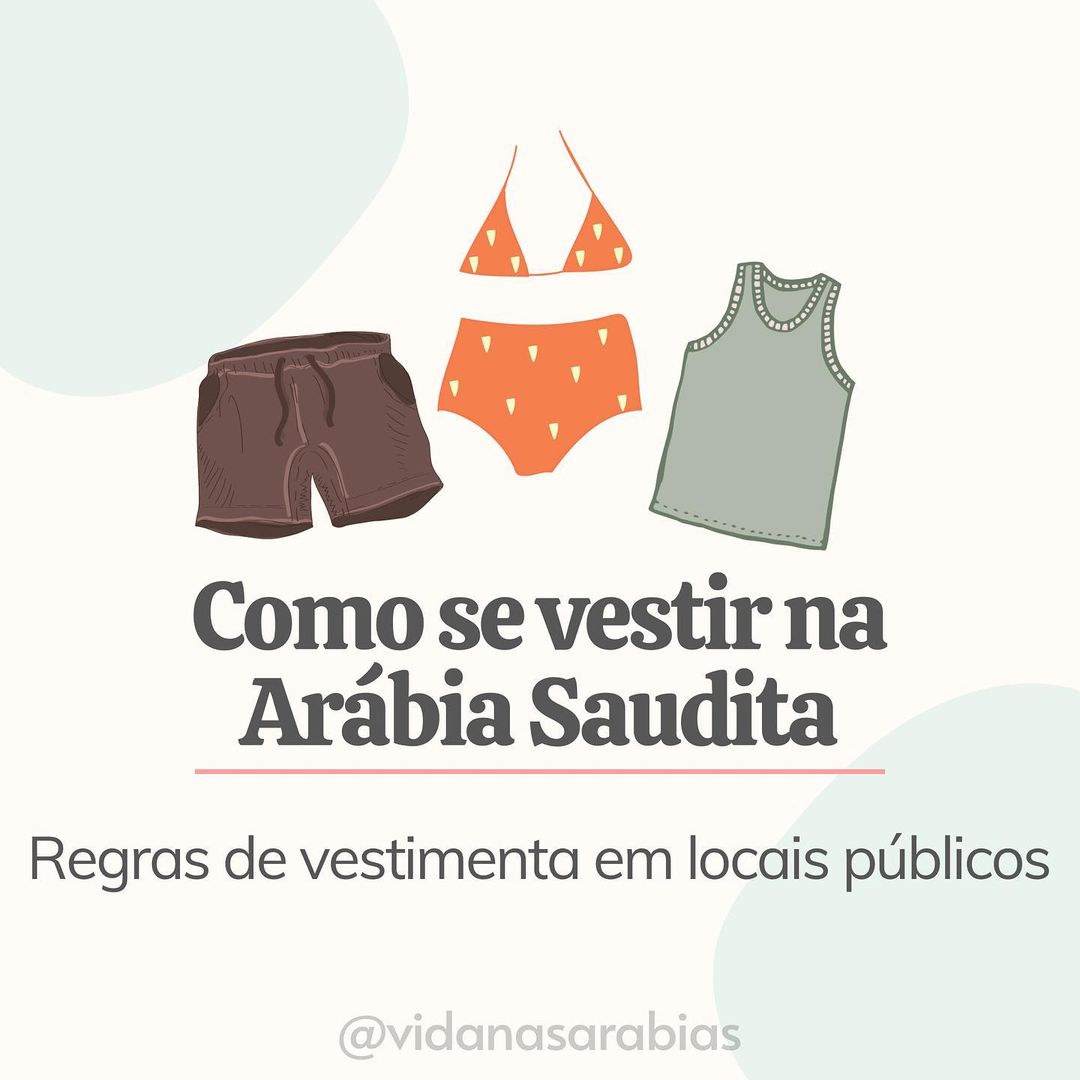 Como se vestir na
Arábia Saudita
Regras de vestimenta em locais públicos
@vidanasarabias